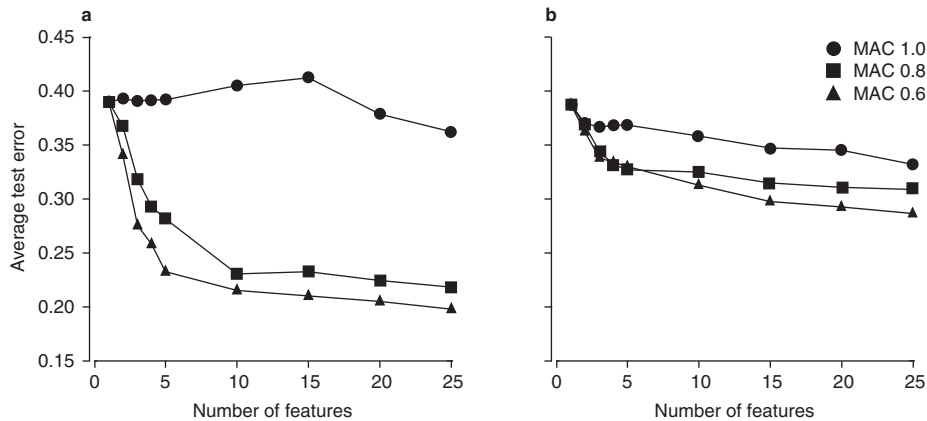 a
0.45
0.40
0.35
0.30
0.25
0.20
0.15
Average test error
0 5 10 15 20 25
Number of features
b
MAC 1.0
MAC 0.8
MAC 0.6
0 5 10 15 20 25
Number of features